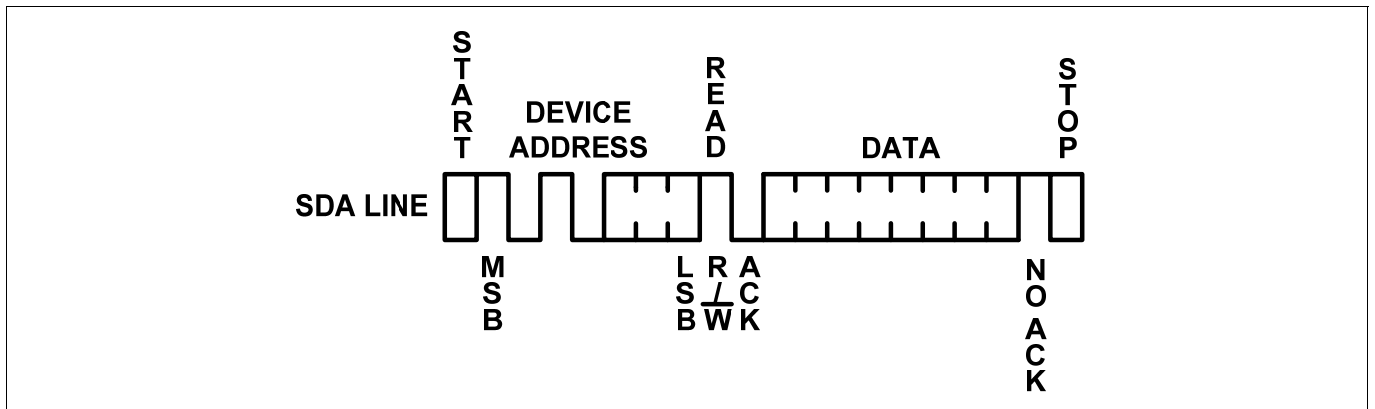 START
DEVICE
ADDRESS
READ
DATA
STOP
SDA LINE
MSB
LSB
R/W
ACK
NO ACK